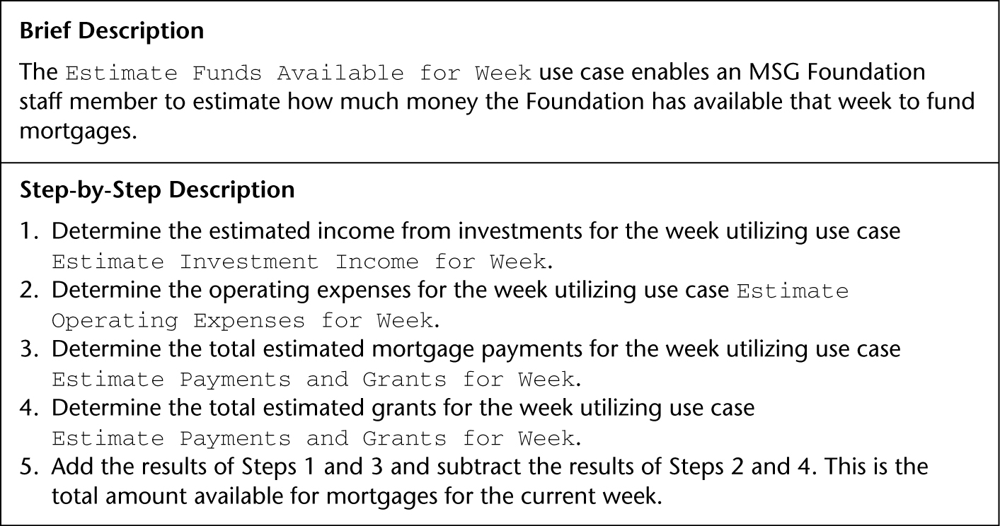 Brief Description
The Estimate Funds Available for Week use case enables an MSG Foundation
staff member to estimate how much money the Foundation has available that week to fund
mortgages.
Step-by-Step Description
1. Determine the estimated income from investments for the week utilizing use case
Estimate Investment Income for Week.
2. Determine the operating expenses for the week utilizing use case Estimate
Operating Expenses for Week.
3. Determine the total estimated mortgage payments for the week utilizing use case
Estimate Payments and Grants for Week.
4. Determine the total estimated grants for the week utilizing use case
Estimate Payments and Grants for Week.
5. Add the results of Steps 1 and 3 and subtract the results of Steps 2 and 4. This is the
total amount available for mortgages for the current week.